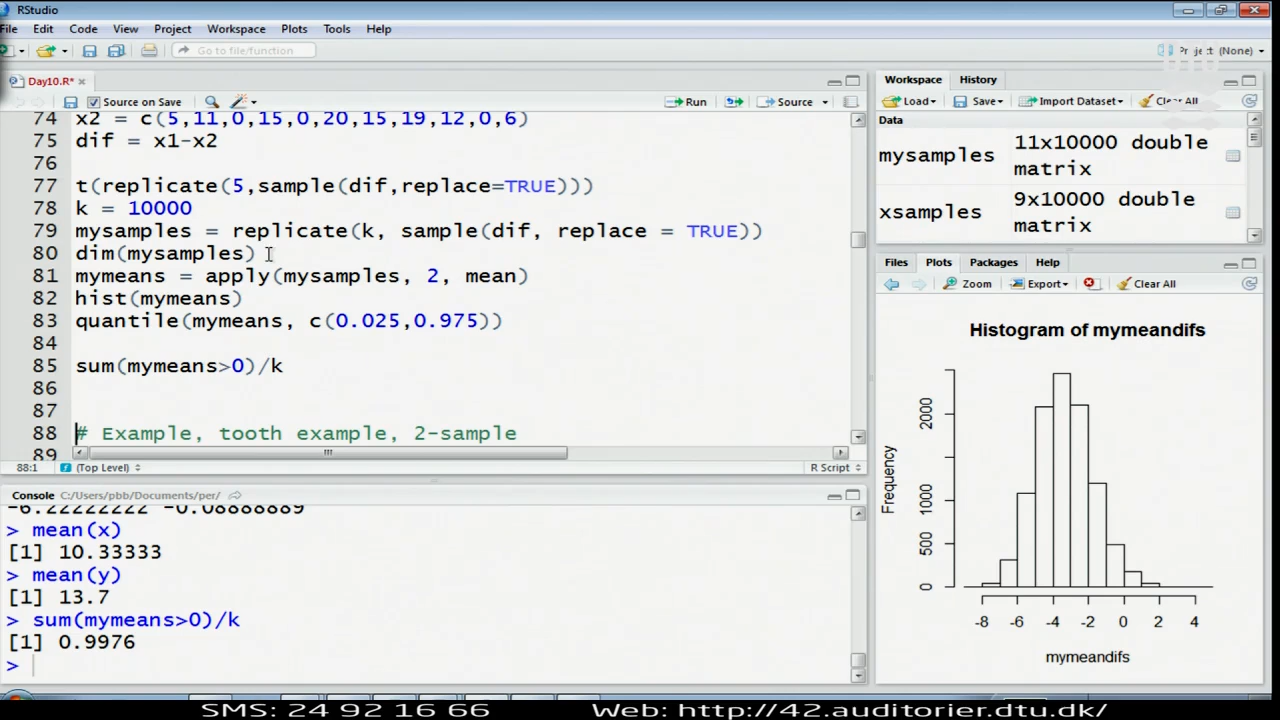 RStudio
File Edit Code View Project Workspace Plots Tools Help
Go to file/function
(None)
Day10.R*
Source on Save Run Source
74 x2 = c(5,11,0,15,0,20,15,19,12,0,6)
75 dif = x1-x2
76
77 t(replicate(5,sample(dif,replace=TRUE)))
78 k = 10000
79 mysamples = replicate(k, sample(dif, replace = TRUE))
80 dim(mysamples)
81 mymeans = apply(mysamples, 2, mean)
82 hist(mymeans)
83 quantile(mymeans, c(0.025,0.975))
84
85 sum(mymeans>0)/k
86
87
88 # Example, tooth example, 2-sample
89
88:1 (Top Level) R Script
Console C:/Users/pbb/Documents/per/
-6.22222222 -0.08888889
> mean(x)
[1] 10.33333
> mean(y)
[1] 13.7
> sum(mymeans>0)/k
[1] 0.9976
>
Workspace History
Load Save Import Dataset Clear All
Data
mysamples 11x10000 double matrix
xsamples 9x10000 double matrix
Files Plots Packages Help
Zoom Export Clear All
Histogram of mymeandifs
Frequency
2000
1000
500
0
-8 -6 -4 -2 0 2 4
mymeandifs
SMS: 24 92 16 66 Web: http://42.auditorier.dtu.dk/